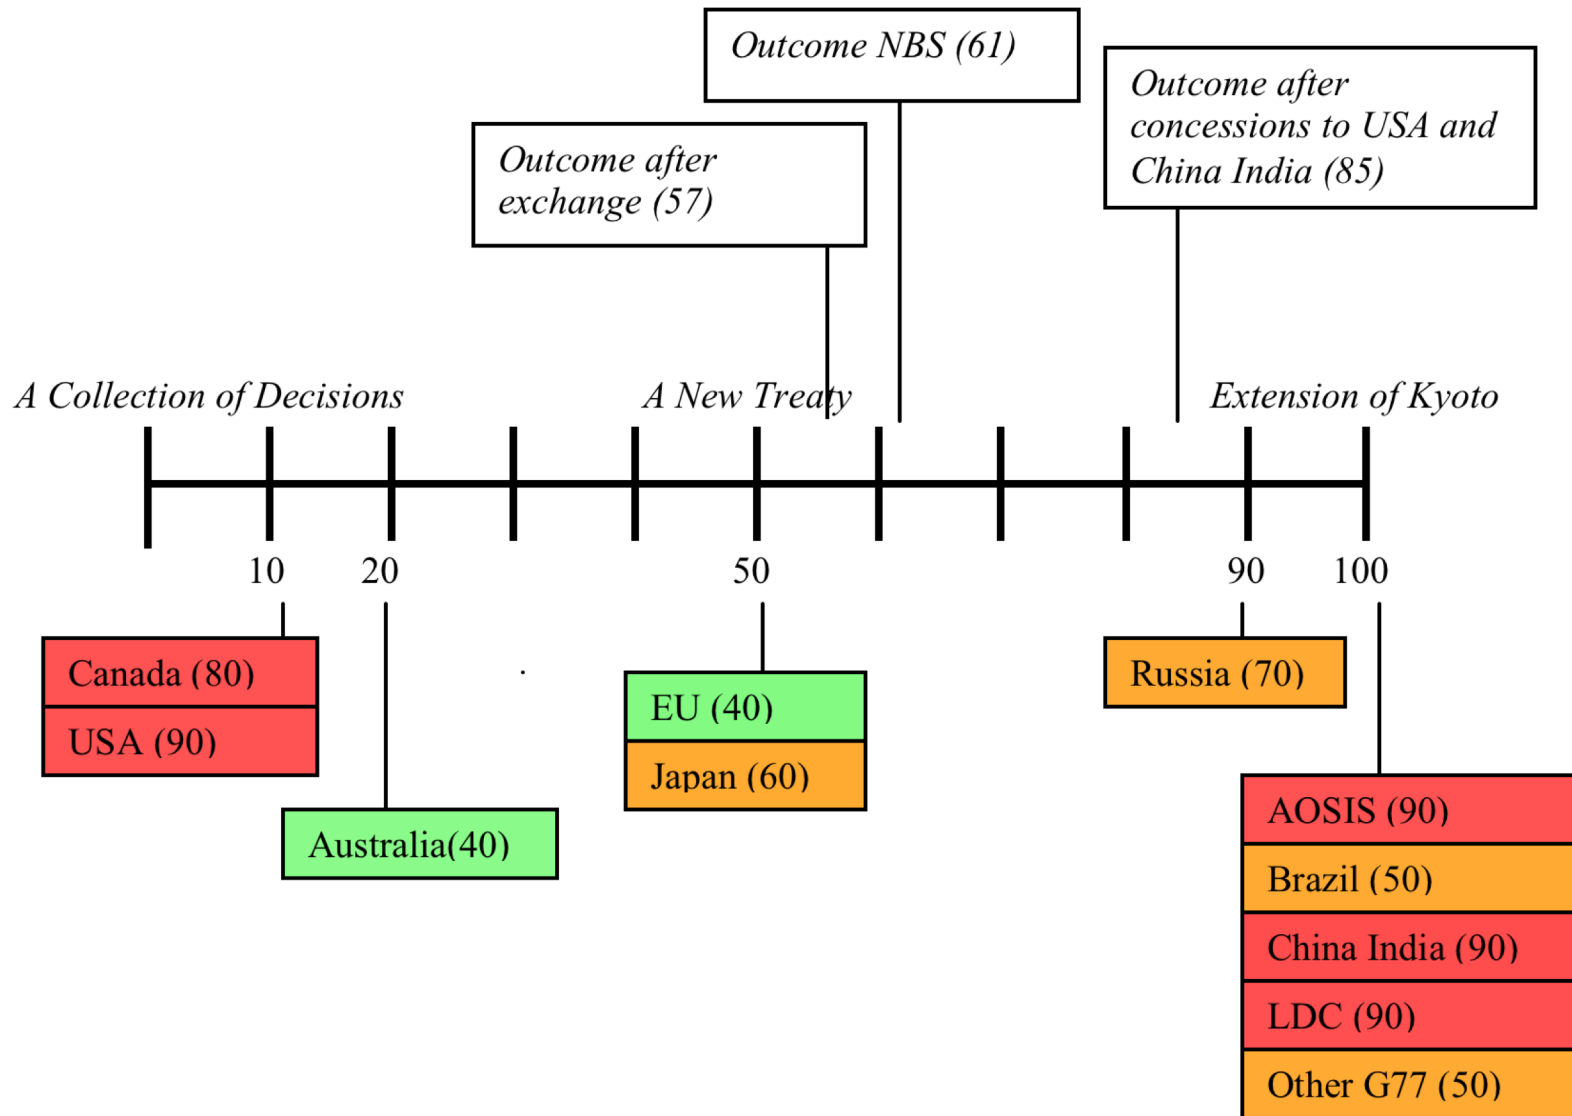 Outcome NBS (61)
Outcome after
concessions to USA and
China India (85)
Outcome after
exchange (57)
A Collection of Decisions
A New Treaty
Extension of Kyoto
10
20
50
90
100
Canada (80)
USA (90)
Australia(40)
EU (40)
Japan (60)
Russia (70)
AOSIS (90)
Brazil (50)
China India (90)
LDC (90)
Other G77 (50)